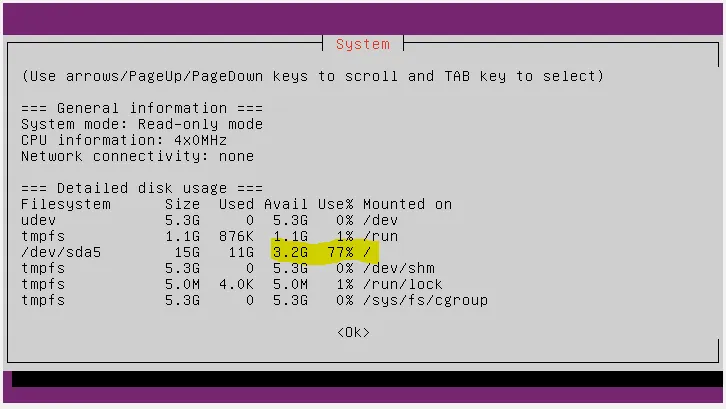 System
(Use arrows/PageUp/PageDown keys to scroll and TAB key to select)
=== General information ===
System mode: Read-only mode
CPU information: 4x0MHz
Network connectivity: none
=== Detailed disk usage ===
Filesystem Size Used Avail Use% Mounted on
udev 5.3G 0 5.3G 0% /dev
tmpfs 1.1G 876K 1.1G 1% /run
/dev/sda5 15G 11G 3.2G 77% /
tmpfs 5.3G 0 5.3G 0% /dev/shm
tmpfs 5.0M 4.0K 5.0M 1% /run/lock
tmpfs 5.3G 0 5.3G 0% /sys/fs/cgroup
<Ok>